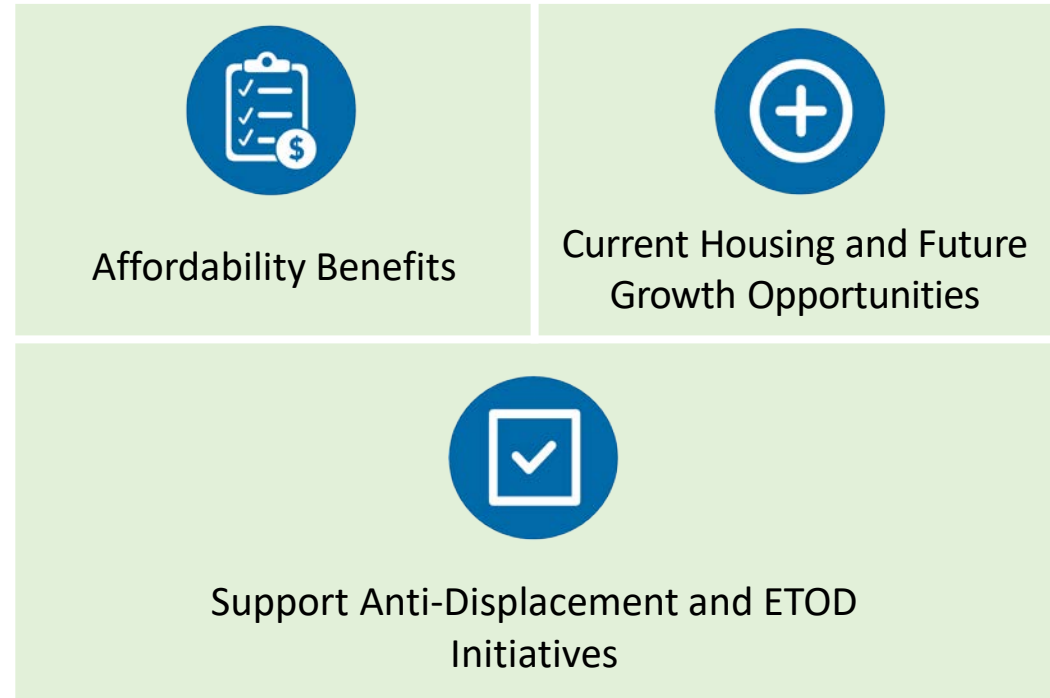 $
Affordability Benefits
Current Housing and Future
Growth Opportunities
Support Anti-Displacement and ETOD
Initiatives